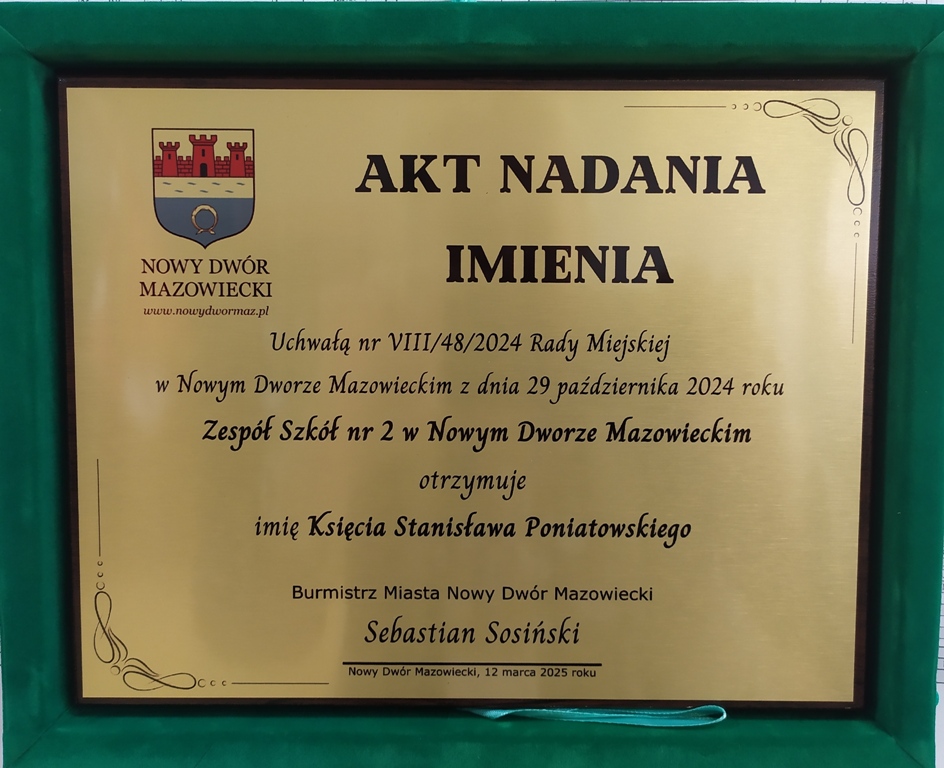 AKT NADANIA
IMIENIA
NOWY DWÓR
MAZOWIECKI
www.nowydwormaz.pl
Uchwałą nr VIII/48/2024 Rady Miejskiej
w Nowym Dworze Mazowieckim z dnia 29 października 2024 roku
Zespół Szkół nr 2 w Nowym Dworze Mazowieckim
otrzymuje
imię Księcia Stanisława Poniatowskiego
Burmistrz Miasta Nowy Dwór Mazowiecki
Sebastian Sosiński
Nowy Dwór Mazowiecki, 12 marca 2025 roku